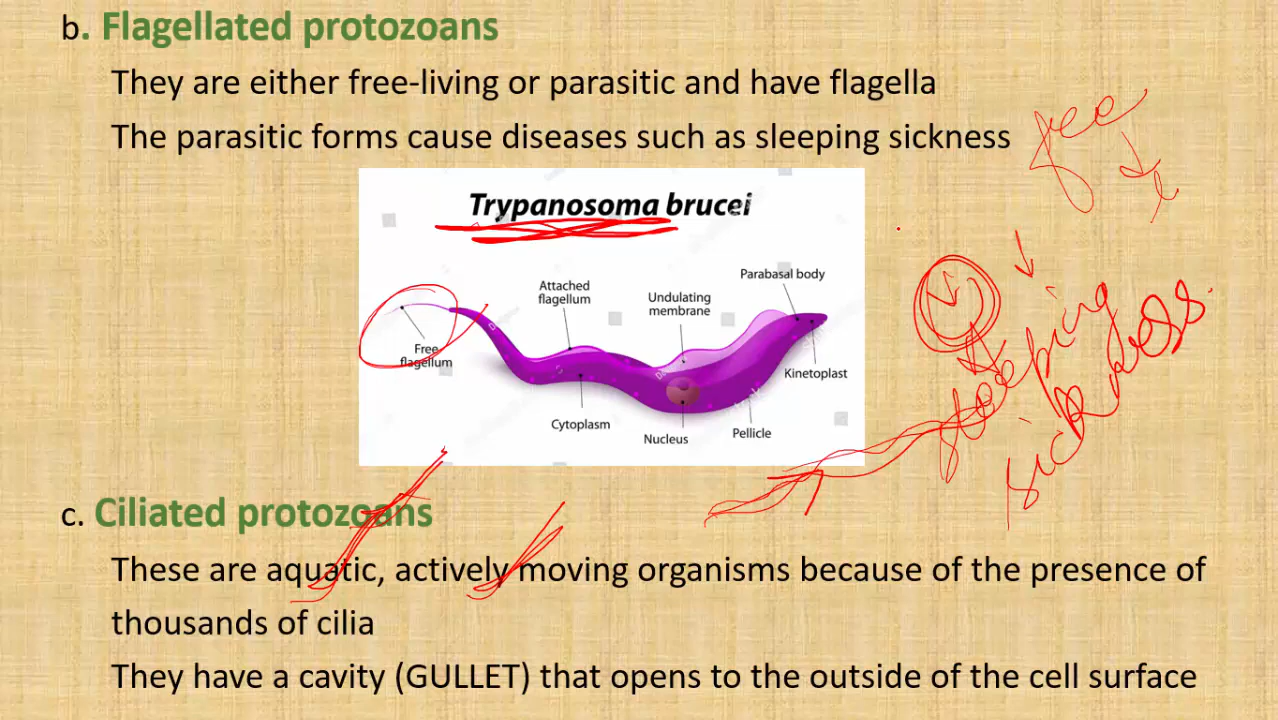 b. Flagellated protozoans
They are either free-living or parasitic and have flagella
The parasitic forms cause diseases such as sleeping sickness
Trypanosoma brucei
Parabasal body
Attached
flagellum
Undulating
membrane
Free
flagellum
Kinetoplast
Cytoplasm
Nucleus
Pellicle
sleeping
sickness.
c. Ciliated protozoans
These are aquatic, actively moving organisms because of the presence of
thousands of cilia
They have a cavity (GULLET) that opens to the outside of the cell surface